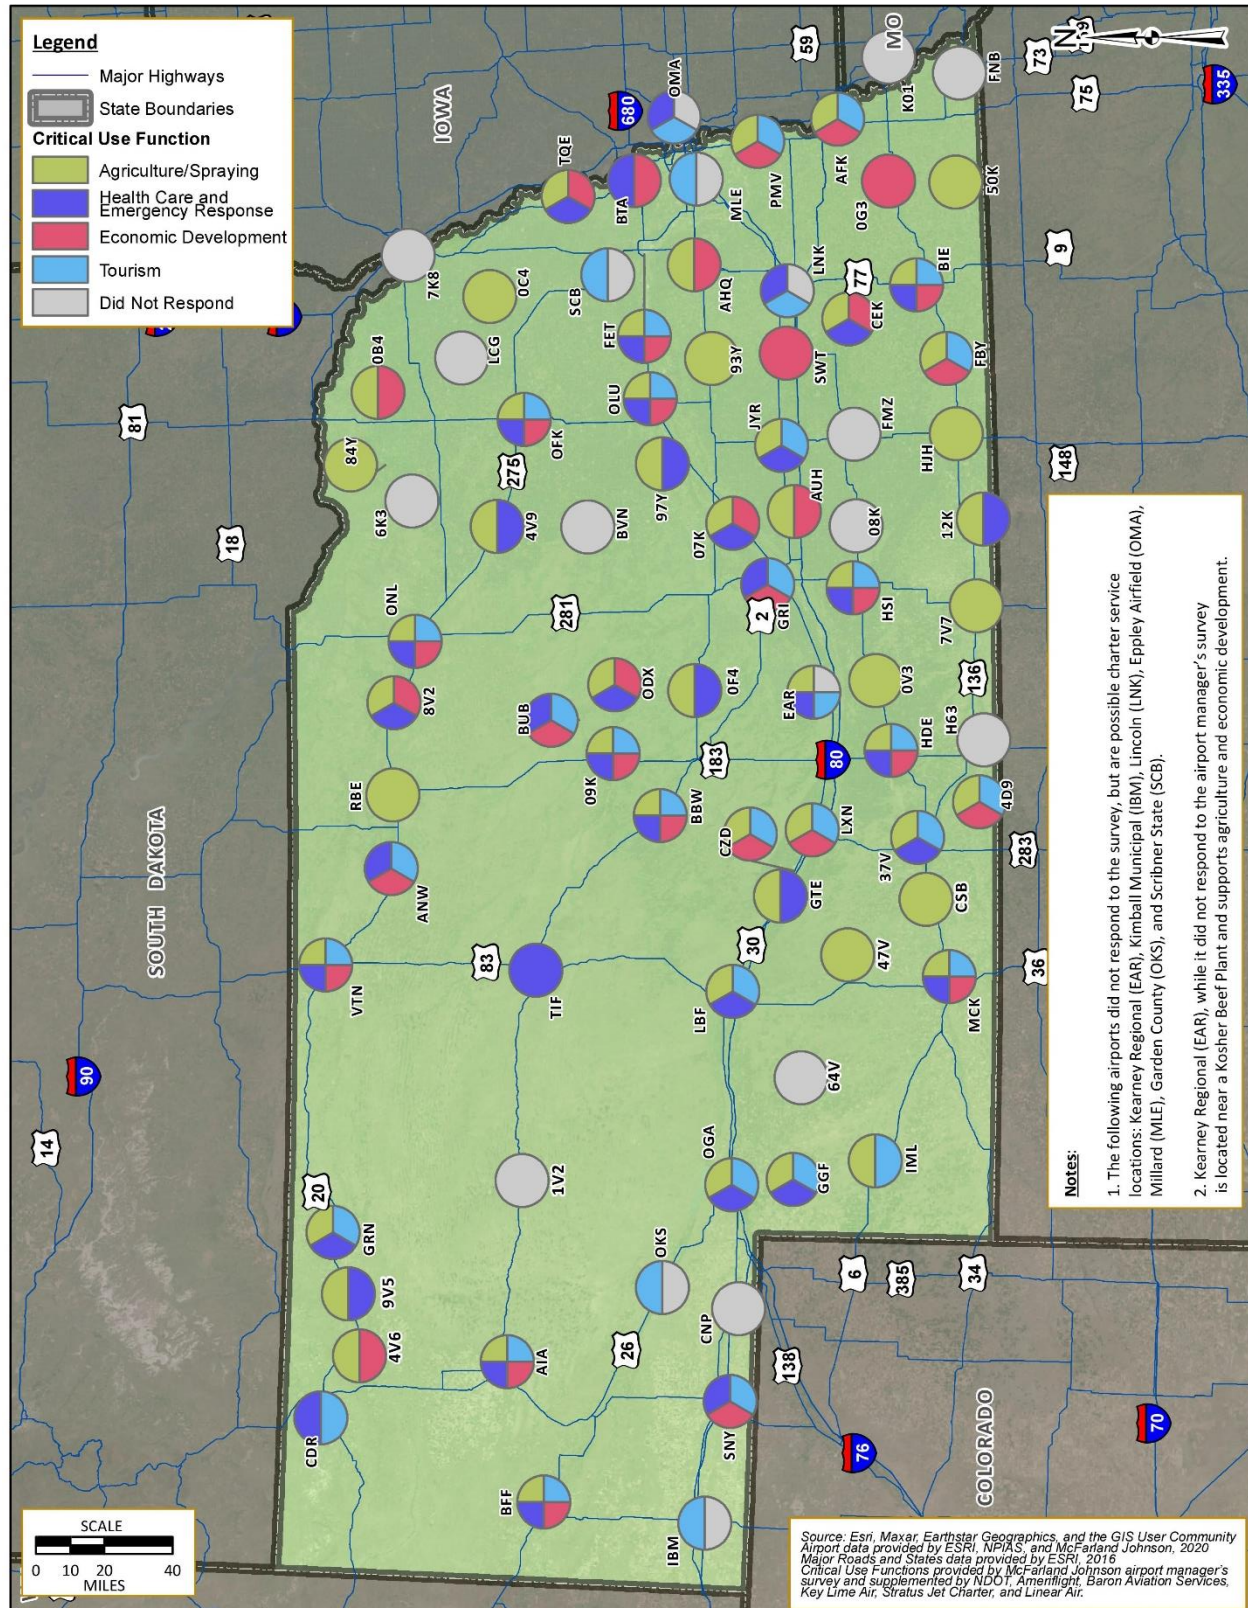 Legend
Major Highways
State Boundaries
Critical Use Function
Agriculture/Spraying
Health Care and
Emergency Response
Economic Development
Tourism
Did Not Respond
N
SOUTH DAKOTA
IOWA
MO
COLORADO
14
90
18
81
59
680
73
159
75
335
20
83
275
281
26
30
183
2
80
77
9
138
76
6
385
34
70
36
283
136
148
CDR
4V6
9V5
GRN
VTN
ANW
RBE
8V2
ONL
6K3
84Y
0B4
7K8
BFF
AIA
1V2
TIF
BUB
BVN
4V9
OFK
LCG
0C4
TQE
OMA
IBM
SNY
CNP
OKS
OGA
LBF
BBW
09K
ODX
0F4
97Y
OLU
FET
SCB
BTA
MLE
GGF
64V
GTE
CZD
LXN
EAR
GRI
07K
AUH
JYR
93Y
AHQ
SWT
LNK
PMV
AFK
K01
FNB
IML
47V
MCK
CSB
37V
HDE
0V3
HSI
08K
FMZ
CEK
BIE
0G3
50K
4D9
H63
7V7
12K
HJH
FBY
SCALE
0 10 20 40
MILES
Source: Esri, Maxar, Earthstar Geographics, and the GIS User Community
Airport data provided by ESRI, NPIAS, and McFarland Johnson, 2020
Major Roads and States data provided by ESRI, 2016
Critical Use Functions provided by McFarland Johnson airport manager's
survey and supplemented by NDOT, Ameriflight, Baron Aviation Services,
Key Lime Air, Stratus Jet Charter, and Linear Air.
Notes:
1. The following airports did not respond to the survey, but are possible charter service
locations: Kearney Regional (EAR), Kimball Municipal (IBM), Lincoln (LNK), Eppley Airfield (OMA),
Millard (MLE), Garden County (OKS), and Scribner State (SCB).
2. Kearney Regional (EAR), while it did not respond to the airport manager's survey
is located near a Kosher Beef Plant and supports agriculture and economic development.